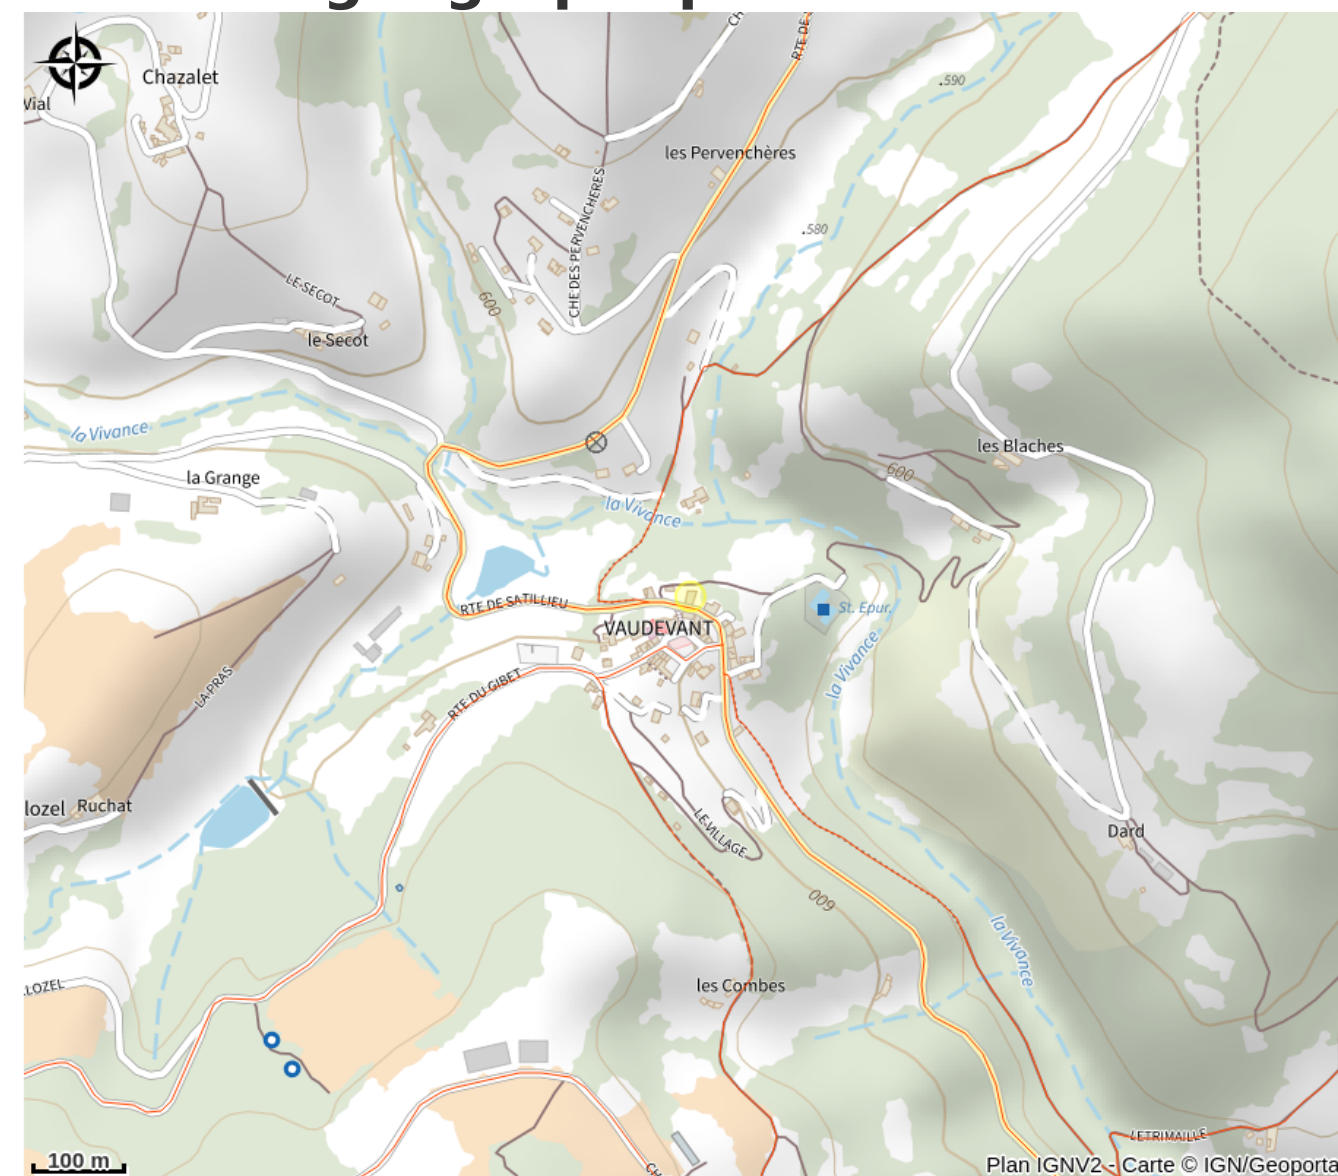 Chazalet
Vial
RTE DE
.590
les Pervenchères
CHE DES PERVENCHERES
.580
LE SECOT
600
le Secot
la Vivance
la Grange
les Blaches
600
la Vivance
RTE DE SATILLIEU
VAUDEVANT
St. Epur.
la Vivance
LA PRAS
RTE DU GIBET
lozel
Ruchat
LE VILLAGE
Dard
600
la Vivance
les Combes
LOZEL
LETRIMAILLE
100 m
Plan IGNV2 - Carte © IGN/Geoporta